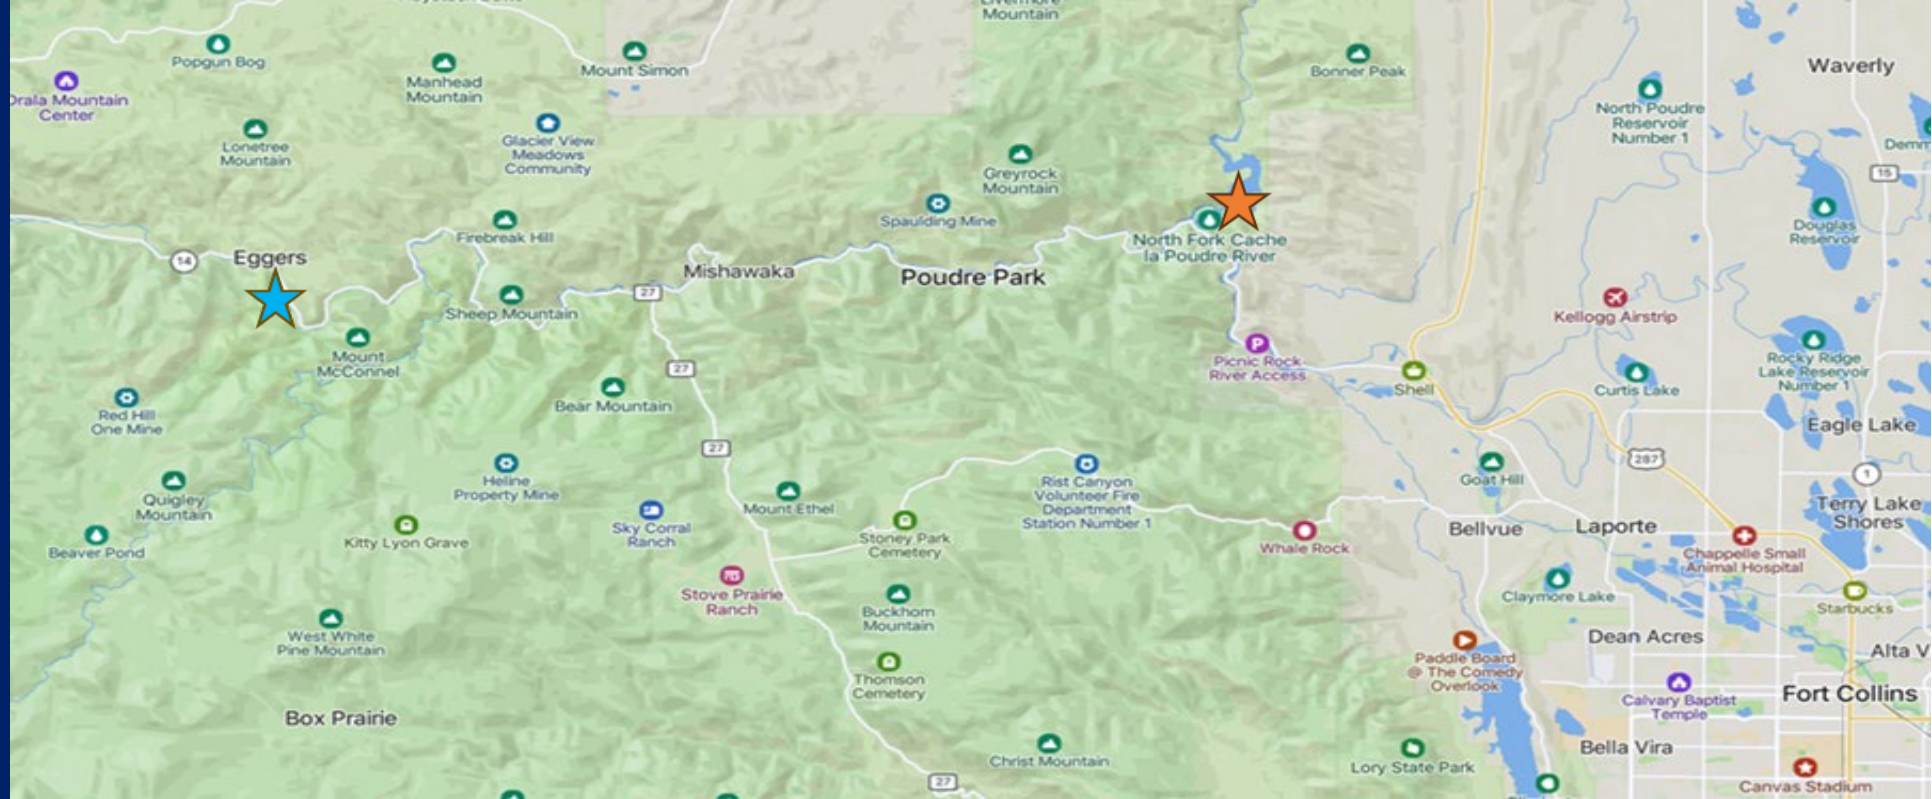 Mountain
Popgun Bog
Manhead
Mountain
Mount Simon
Bonner Peak
Waverly
Drala Mountain
Center
North Poudre
Reservoir
Number 1
Lonetree
Mountain
Glacier View
Meadows
Community
Greyrock
Mountain
15
Spaulding Mine
Douglas
Reservoir
Firebreak Hill
North Fork Cache
la Poudre River
14
Eggers
Mishawaka
Poudre Park
27
Sheep Mountain
Kellogg Airstrip
Mount
McConnel
P
Picnic Rock
River Access
Rocky Ridge
Lake Reservoir
Number 1
27
Shell
Curtis Lake
Red Hill
One Mine
Bear Mountain
Eagle Lake
27
287
Heline
Property Mine
Rist Canyon
Volunteer Fire
Department
Station Number 1
Goat Hill
1
Quigley
Mountain
Mount Ethel
Terry Lake
Shores
Sky Corral
Ranch
Kitty Lyon Grave
Beaver Pond
Stoney Park
Cemetery
Whale Rock
Bellvue
Laporte
Chappelle Small
Animal Hospital
Stove Prairie
Ranch
Buckhorn
Mountain
Claymore Lake
Starbucks
West White
Pine Mountain
Dean Acres
Paddle Board
@ The Comedy
Overlook
Alta V
Thomson
Cemetery
Calvary Baptist
Temple
Fort Collins
Box Prairie
Bella Vira
Christ Mountain
Lory State Park
27
Canvas Stadium